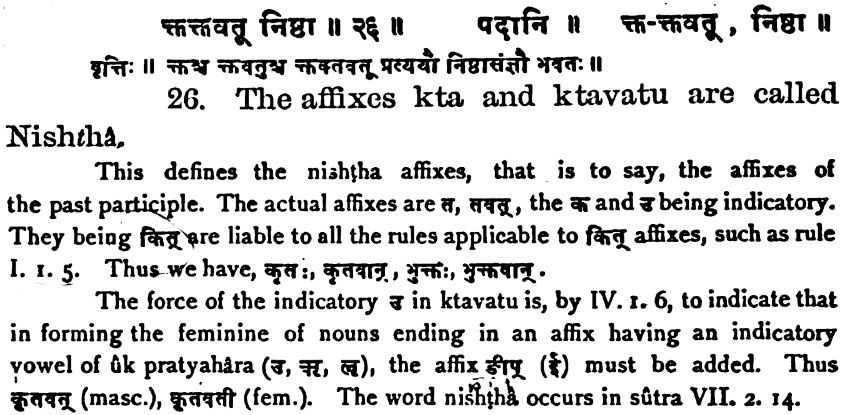 क्तक्तवतू निष्ठा ॥ २६ ॥ पदानि ॥ क्त-क्तवतू , निष्ठा ॥
वृत्तिः ॥ क्तश्च क्तवतुश्च क्तक्तवतू प्रत्ययौ निष्ठासंज्ञौ भवतः ॥
26. The affixes kta and ktavatu are called
Nishthâ.
This defines the nishṭha affixes, that is to say, the affixes of
the past participle. The actual affixes are त, तवत्, the क and उ being indicatory.
They being कित् are liable to all the rules applicable to कित् affixes, such as rule
I. 1. 5. Thus we have, कृतः, कृतवान्, भुक्तः, भुक्तवान्.
The force of the indicatory उ in ktavatu is, by IV. 1. 6, to indicate that
in forming the feminine of nouns ending in an affix having an indicatory
vowel of ûk pratyahâra (उ, ऋ, ऌ), the affix ङीप् (ई) must be added. Thus
कृतवत् (masc.), कृतवती (fem.). The word nishṭhâ occurs in sûtra VII. 2. 14.